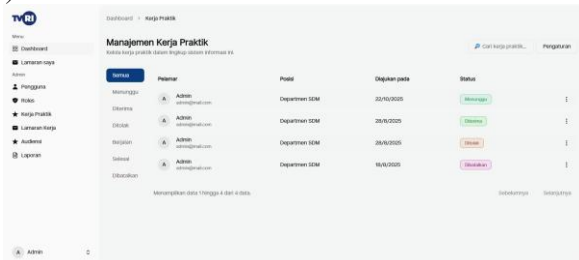 TVRI
Dashboard > Kerja Praktik
Menu
Dashboard
Lamaran saya
Admin
Pengguna
Roles
Kerja Praktik
Lamaran Kerja
Audiensi
Laporan
Manajemen Kerja Praktik
Kelola kerja praktik dalam lingkup sistem informasi ini.
Cari kerja praktik...
Pengaturan
Semua
Menunggu
Diterima
Ditolak
Berjalan
Selesai
Dibatalkan
Pelamar Posisi Diajukan pada Status
A Admin Departmen SDM 22/10/2025 Menunggu
admin@mail.com
A Admin Departmen SDM 28/8/2025 Diterima
admin@mail.com
A Admin Departmen SDM 28/8/2025 Ditolak
admin@mail.com
A Admin Departmen SDM 18/8/2025 Dibatalkan
admin@mail.com
Menampilkan data 1 hingga 4 dari 4 data.
Sebelumnya Selanjutnya
A Admin